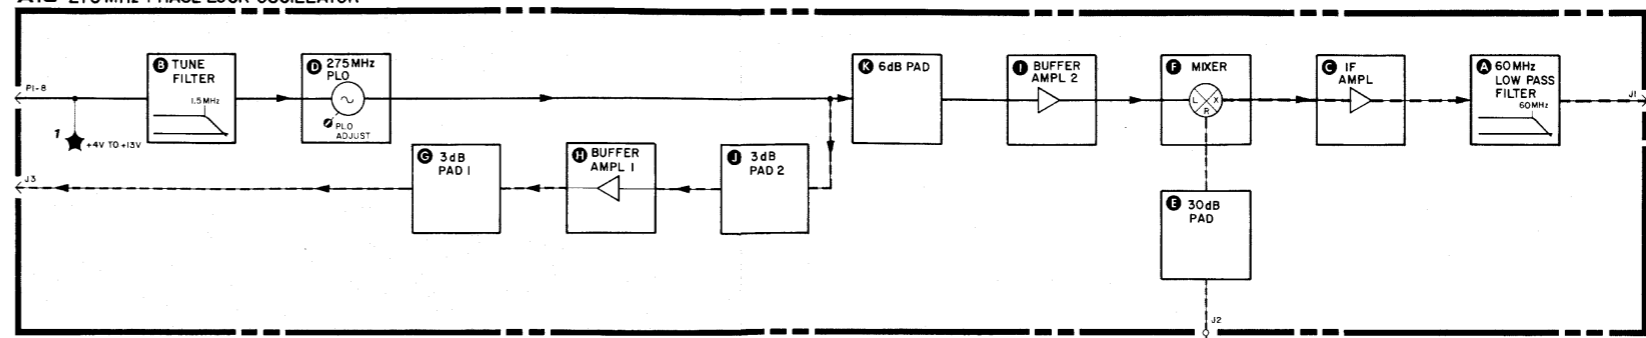 B TUNE
FILTER
1.5MHz
P1-8
1
+4V TO +13V
D 275MHz
PLO
PLO
ADJUST
K 6dB PAD
I BUFFER
AMPL 2
F MIXER
L X
R
C IF
AMPL
A 60MHz
LOW PASS
FILTER
60MHz
J1
G 3dB
PAD 1
H BUFFER
AMPL 1
J 3dB
PAD 2
J3
E 30dB
PAD
J2